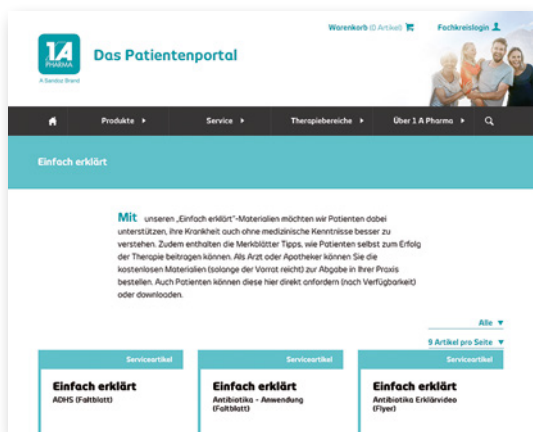 Warenkorb (0 Artikel)
Fachkreislogin
1A
PHARMA
A Sandoz Brand
Das Patientenportal
Produkte
Service
Therapiebereiche
Über 1 A Pharma
Einfach erklärt
Mit unseren „Einfach erklärt“-Materialien möchten wir Patienten dabei
unterstützen, ihre Krankheit auch ohne medizinische Kenntnisse besser zu
verstehen. Zudem enthalten die Merkblätter Tipps, wie Patienten selbst zum Erfolg
der Therapie beitragen können. Als Arzt oder Apotheker können Sie die
kostenlosen Materialien (solange der Vorrat reicht) zur Abgabe in Ihrer Praxis
bestellen. Auch Patienten können diese hier direkt anfordern (nach Verfügbarkeit)
oder downloaden.
Alle
9 Artikel pro Seite
Serviceartikel
Einfach erklärt
ADHS (Faltblatt)
Serviceartikel
Einfach erklärt
Antibiotika - Anwendung
(Faltblatt)
Serviceartikel
Einfach erklärt
Antibiotika Erklärvideo
(Flyer)